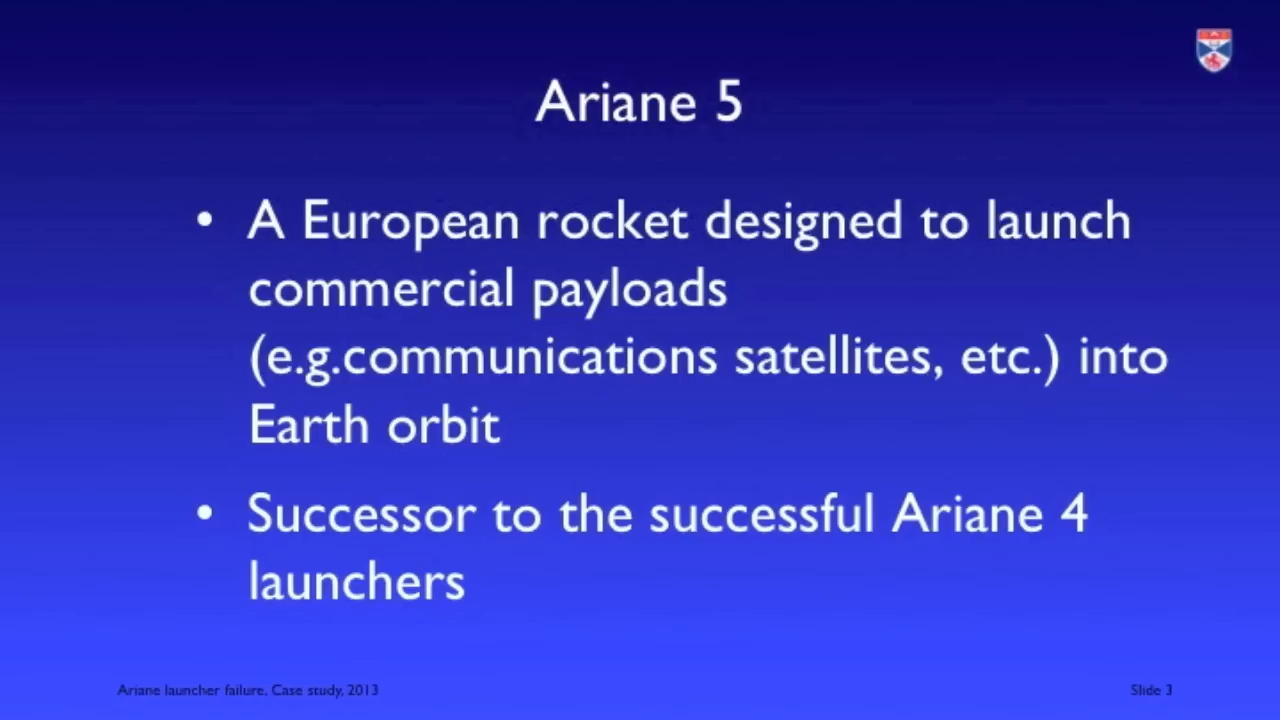 Ariane 5
• A European rocket designed to launch
commercial payloads
(e.g.communications satellites, etc.) into
Earth orbit
• Successor to the successful Ariane 4
launchers
Ariane launcher failure, Case study, 2013
Slide 3